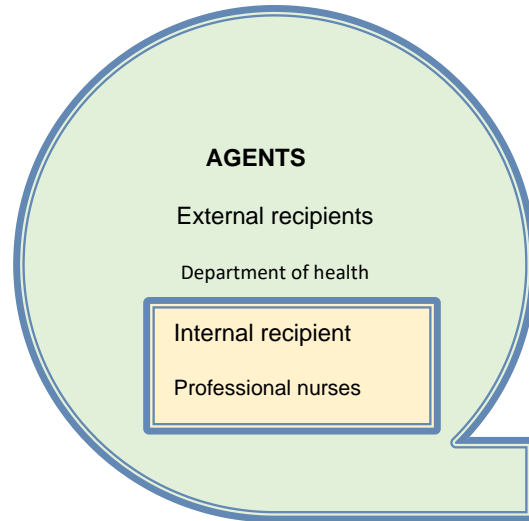 AGENTS
External recipients
Department of health
Internal recipient
Professional nurses